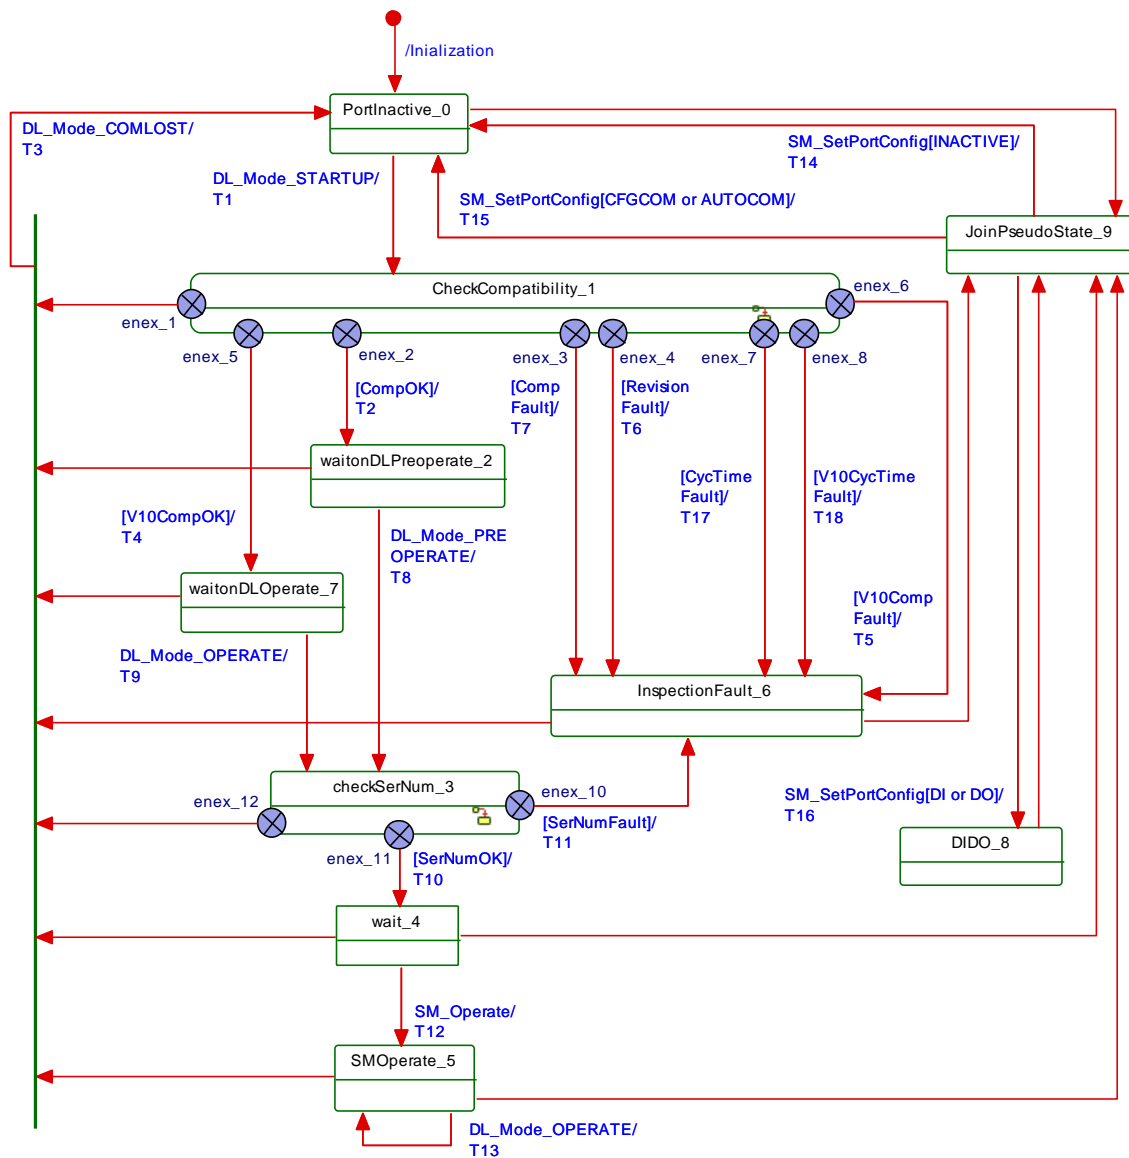 /Inialization
PortInactive_0
DL_Mode_COMLOST/
T3
SM_SetPortConfig[INACTIVE]/
T14
DL_Mode_STARTUP/
T1
SM_SetPortConfig[CFGCOM or AUTOCOM]/
T15
JoinPseudoState_9
CheckCompatibility_1
enex_6
enex_1
enex_5
enex_2
enex_3
enex_4
enex_7
enex_8
[CompOK]/
T2
[Comp
Fault]/
T7
[Revision
Fault]/
T6
waitonDLPreoperate_2
[CycTime
Fault]/
T17
[V10CycTime
Fault]/
T18
[V10CompOK]/
T4
DL_Mode_PRE
OPERATE/
T8
waitonDLOperate_7
[V10Comp
Fault]/
T5
DL_Mode_OPERATE/
T9
InspectionFault_6
checkSerNum_3
enex_12
enex_10
[SerNumFault]/
T11
SM_SetPortConfig[DI or DO]/
T16
enex_11
[SerNumOK]/
T10
DIDO_8
wait_4
SM_Operate/
T12
SMOperate_5
DL_Mode_OPERATE/
T13